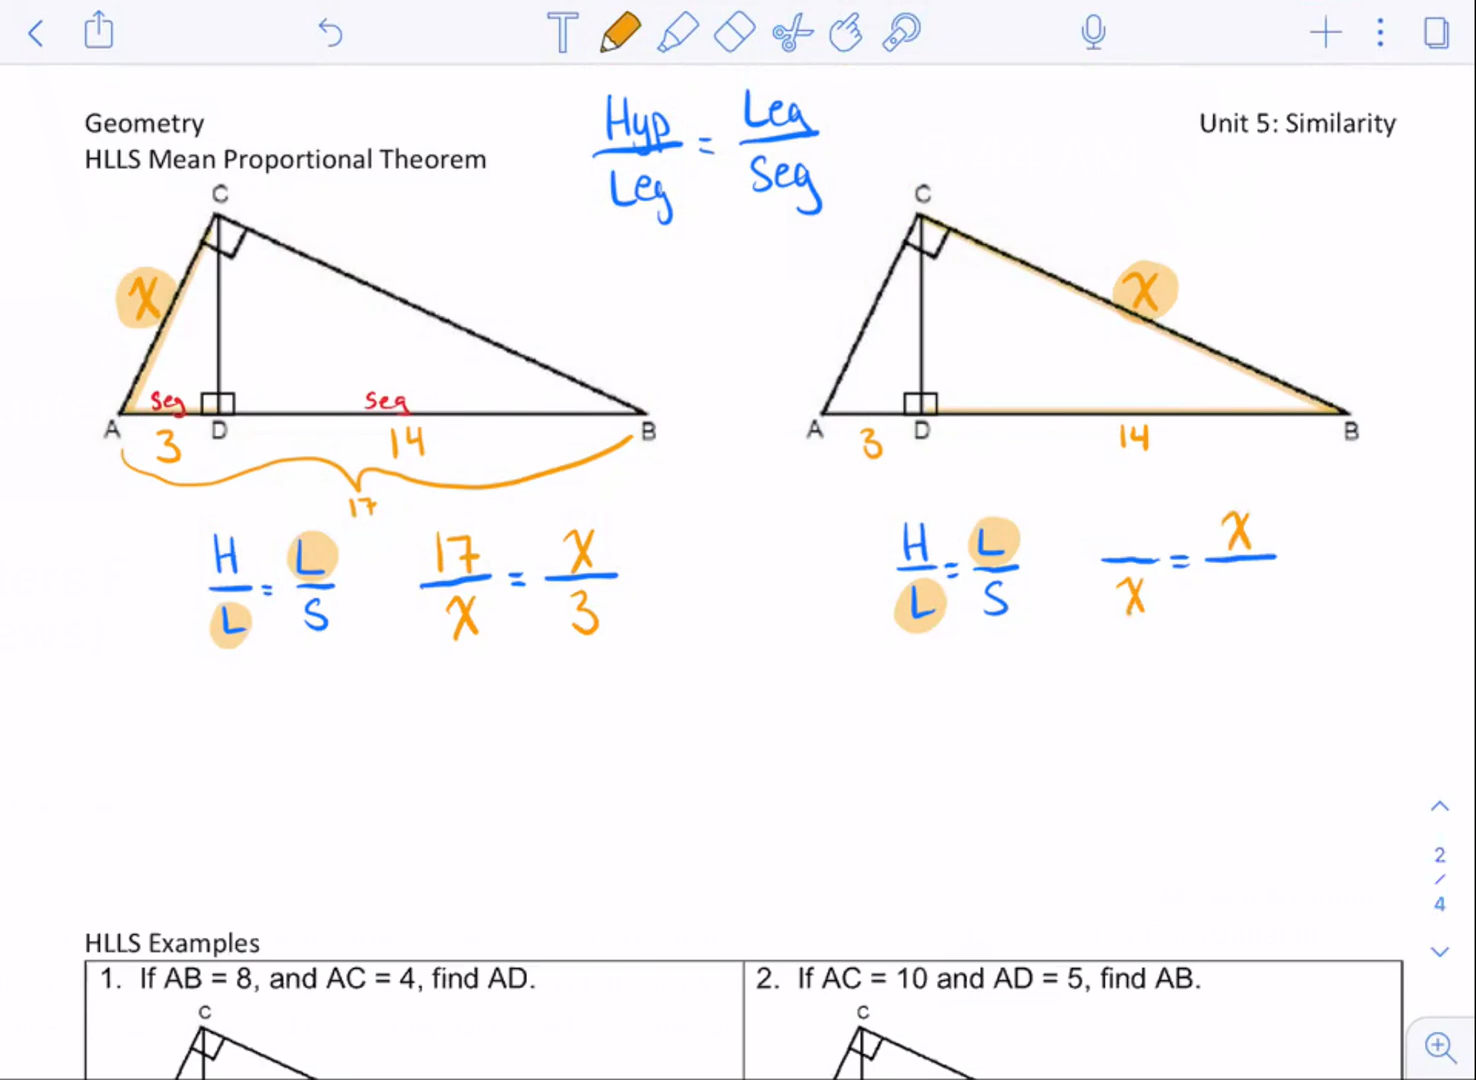 Geometry
HLLS Mean Proportional Theorem
Hyp/Leg = Leg/Seg
Unit 5: Similarity
C
X
Seg
Seg
A
3
D
14
B
17
H/L = L/S
17/X = X/3
C
X
A
3
D
14
B
H/L = L/S
/X = X/
2
/
4
HLLS Examples
1. If AB = 8, and AC = 4, find AD.
C
2. If AC = 10 and AD = 5, find AB.
C